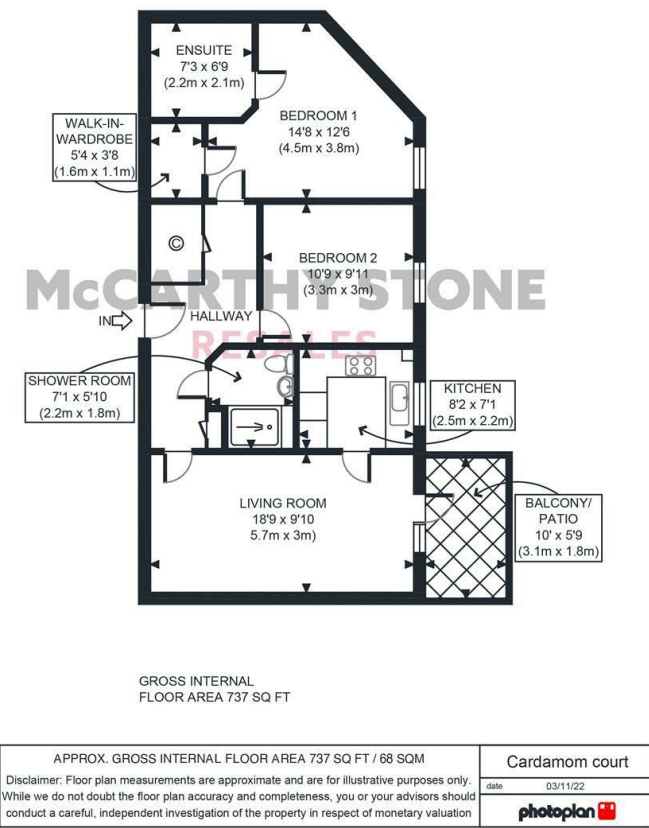 ENSUITE
7'3 x 6'9
(2.2m x 2.1m)
WALK-IN-
WARDROBE
5'4 x 3'8
(1.6m x 1.1m)
BEDROOM 1
14'8 x 12'6
(4.5m x 3.8m)
C
BEDROOM 2
10'9 x 9'11
(3.3m x 3m)
McCARTHY STONE
RESALES
IN
HALLWAY
SHOWER ROOM
7'1 x 5'10
(2.2m x 1.8m)
KITCHEN
8'2 x 7'1
(2.5m x 2.2m)
LIVING ROOM
18'9 x 9'10
5.7m x 3m)
BALCONY/
PATIO
10' x 5'9
(3.1m x 1.8m)
GROSS INTERNAL
FLOOR AREA 737 SQ FT
APPROX. GROSS INTERNAL FLOOR AREA 737 SQ FT / 68 SQM
Disclaimer: Floor plan measurements are approximate and are for illustrative purposes only.
While we do not doubt the floor plan accuracy and completeness, you or your advisors should
conduct a careful, independent investigation of the property in respect of monetary valuation
Cardamom court
date 03/11/22
photoplan